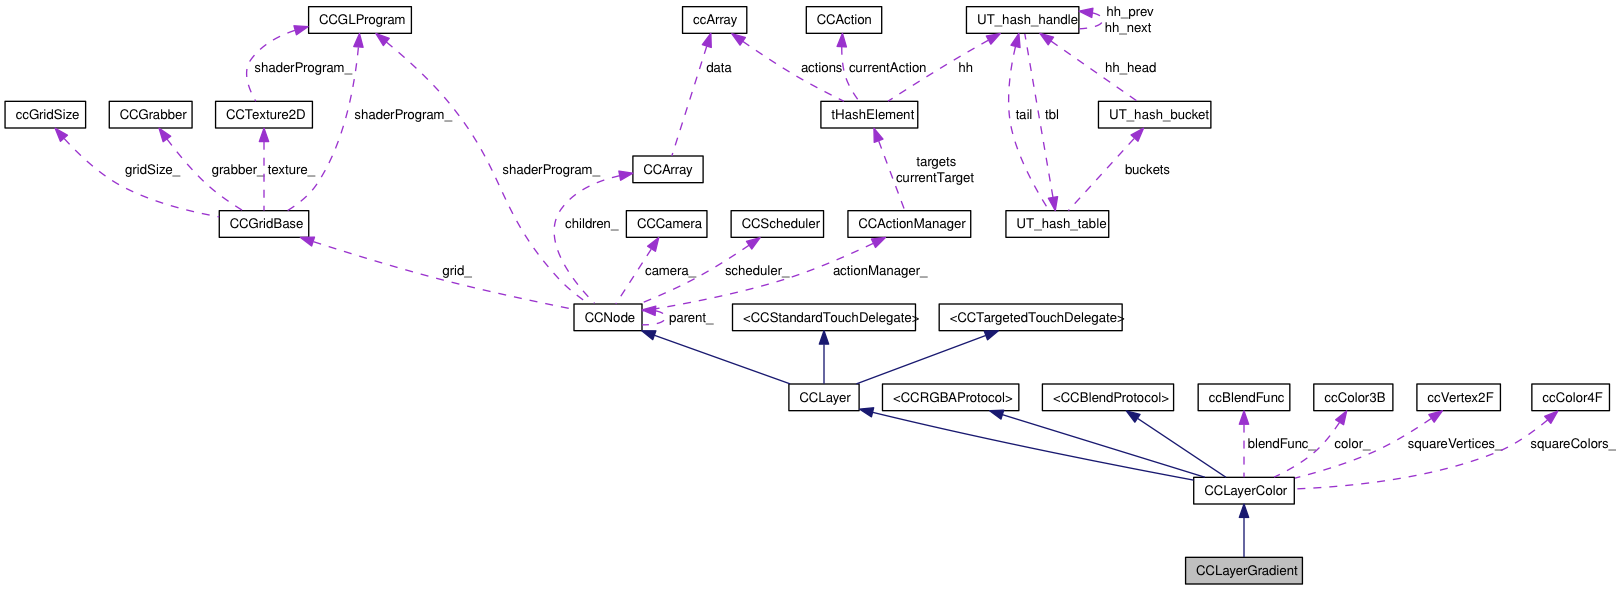 CCGLProgram
ccArray
CCAction
UT_hash_handle
hh_prev
hh_next
shaderProgram_
data
actions
currentAction
hh
hh_head
ccGridSize
CCGrabber
CCTexture2D
shaderProgram_
tHashElement
tail
tbl
UT_hash_bucket
gridSize_
grabber_
texture_
shaderProgram_
CCArray
targets
currentTarget
buckets
CCGridBase
children_
CCCamera
CCScheduler
CCActionManager
UT_hash_table
grid_
camera_
scheduler_
actionManager_
CCNode
parent_
<CCStandardTouchDelegate>
<CCTargetedTouchDelegate>
CCLayer
<CCRGBAProtocol>
<CCBlendProtocol>
ccBlendFunc
ccColor3B
ccVertex2F
ccColor4F
blendFunc_
color_
squareVertices_
squareColors_
CCLayerColor
CCLayerGradient